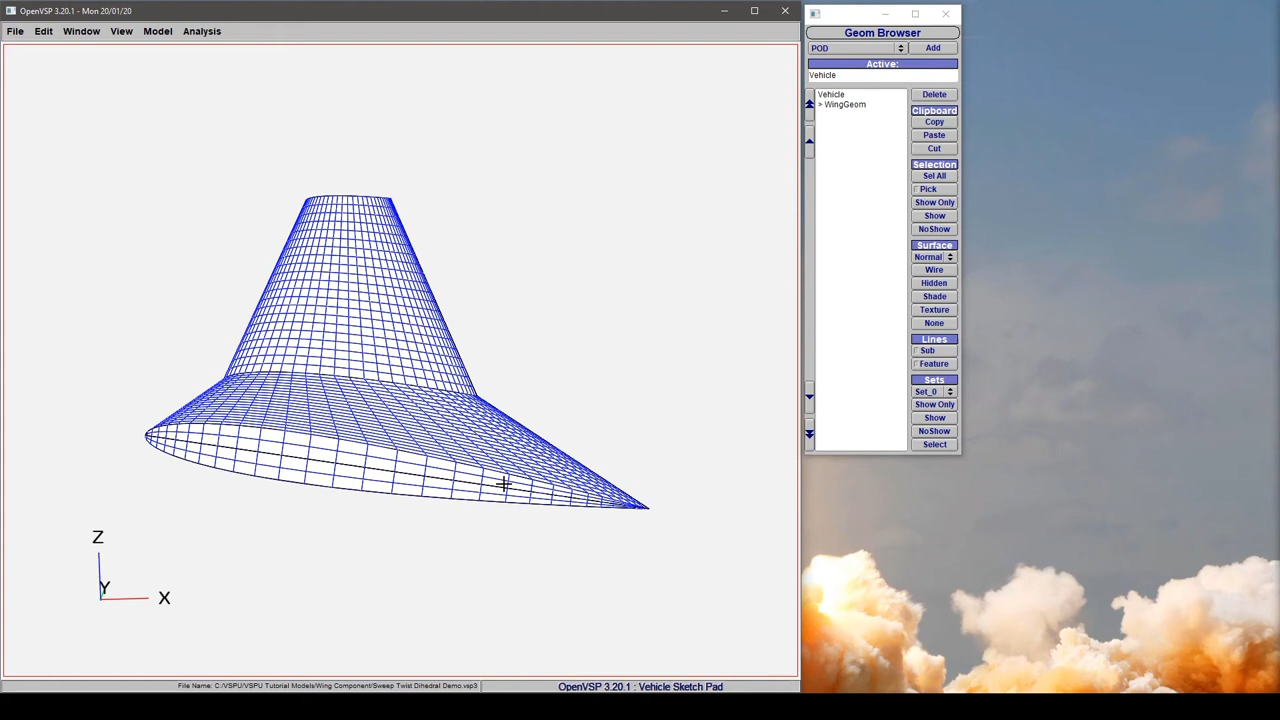 OpenVSP 3.20.1 - Mon 20/01/20
File Edit Window View Model Analysis
Z
Y
X
File Name: C:/VSPU/VSPU Tutorial Models/Wing Component/Sweep Twist Dihedral Demo.vsp3
OpenVSP 3.20.1 : Vehicle Sketch Pad
Geom Browser
POD
Add
Active:
Vehicle
Vehicle
> WingGeom
Delete
Clipboard
Copy
Paste
Cut
Selection
Sel All
Pick
Show Only
Show
NoShow
Surface
Normal
Wire
Hidden
Shade
Texture
None
Lines
Sub
Feature
Sets
Set_0
Show Only
Show
NoShow
Select